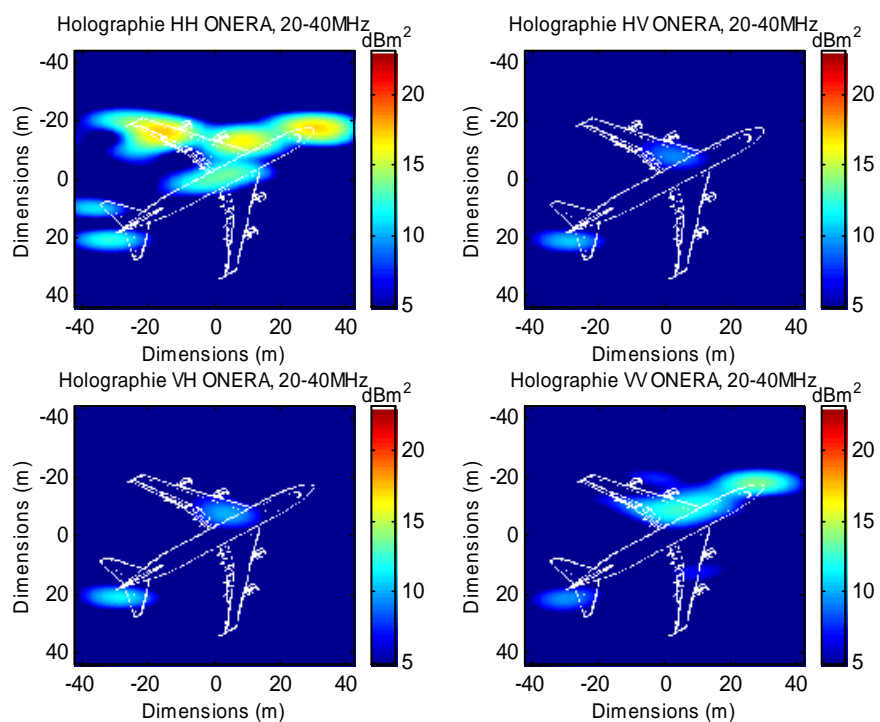 Holographie HH ONERA, 20-40MHz
dBm²
-40
-20
0
20
40
Dimensions (m)
-40 -20 0 20 40
Dimensions (m)
20
15
10
5
Holographie HV ONERA, 20-40MHz
dBm²
-40
-20
0
20
40
Dimensions (m)
-40 -20 0 20 40
Dimensions (m)
20
15
10
5
Holographie VH ONERA, 20-40MHz
dBm²
-40
-20
0
20
40
Dimensions (m)
-40 -20 0 20 40
Dimensions (m)
20
15
10
5
Holographie VV ONERA, 20-40MHz
dBm²
-40
-20
0
20
40
Dimensions (m)
-40 -20 0 20 40
Dimensions (m)
20
15
10
5